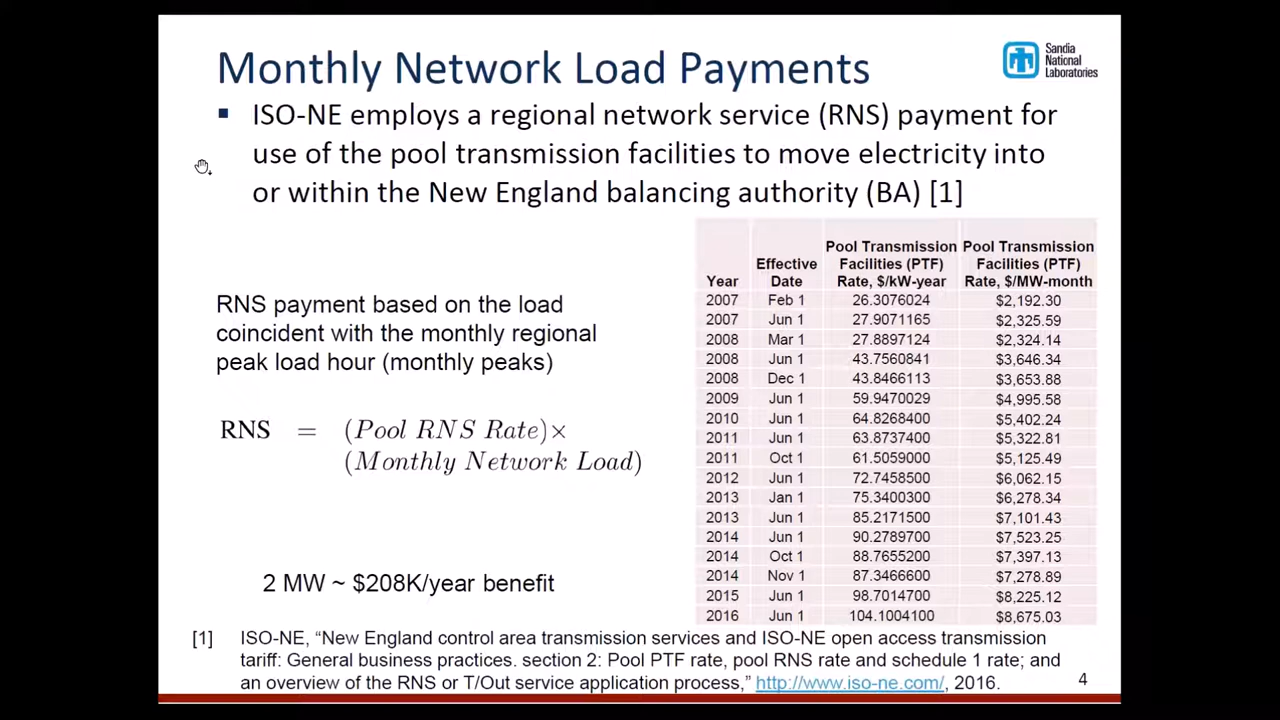 Monthly Network Load Payments
Sandia
National
Laboratories
▪ ISO-NE employs a regional network service (RNS) payment for
use of the pool transmission facilities to move electricity into
or within the New England balancing authority (BA) [1]
RNS payment based on the load
coincident with the monthly regional
peak load hour (monthly peaks)
RNS = (Pool RNS Rate)×
(Monthly Network Load)
2 MW ~ $208K/year benefit
Pool Transmission Pool Transmission
Effective Facilities (PTF) Facilities (PTF)
Year Date Rate, $/kW-year Rate, $/MW-month
2007 Feb 1 26.3076024 $2,192.30
2007 Jun 1 27.9071165 $2,325.59
2008 Mar 1 27.8897124 $2,324.14
2008 Jun 1 43.7560841 $3,646.34
2008 Dec 1 43.8466113 $3,653.88
2009 Jun 1 59.9470029 $4,995.58
2010 Jun 1 64.8268400 $5,402.24
2011 Jun 1 63.8737400 $5,322.81
2011 Oct 1 61.5059000 $5,125.49
2012 Jun 1 72.7458500 $6,062.15
2013 Jan 1 75.3400300 $6,278.34
2013 Jun 1 85.2171500 $7,101.43
2014 Jun 1 90.2789700 $7,523.25
2014 Oct 1 88.7655200 $7,397.13
2014 Nov 1 87.3466600 $7,278.89
2015 Jun 1 98.7014700 $8,225.12
2016 Jun 1 104.1004100 $8,675.03
[1] ISO-NE, “New England control area transmission services and ISO-NE open access transmission
tariff: General business practices. section 2: Pool PTF rate, pool RNS rate and schedule 1 rate; and
an overview of the RNS or T/Out service application process,” http://www.iso-ne.com/, 2016.
4